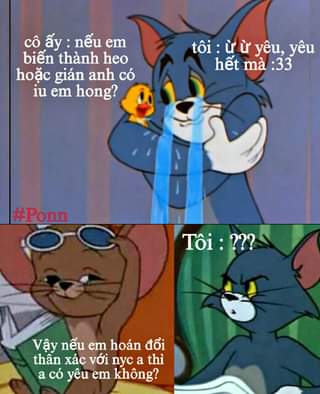 cô ấy : nếu em
biến thành heo
hoặc gián anh có
iu em hong?
tôi : ừ ừ yêu, yêu
hết mà :33
#Ponn
Tôi : ???
Vậy nếu em hoán đổi
thân xác với nyc a thì
a có yêu em không?